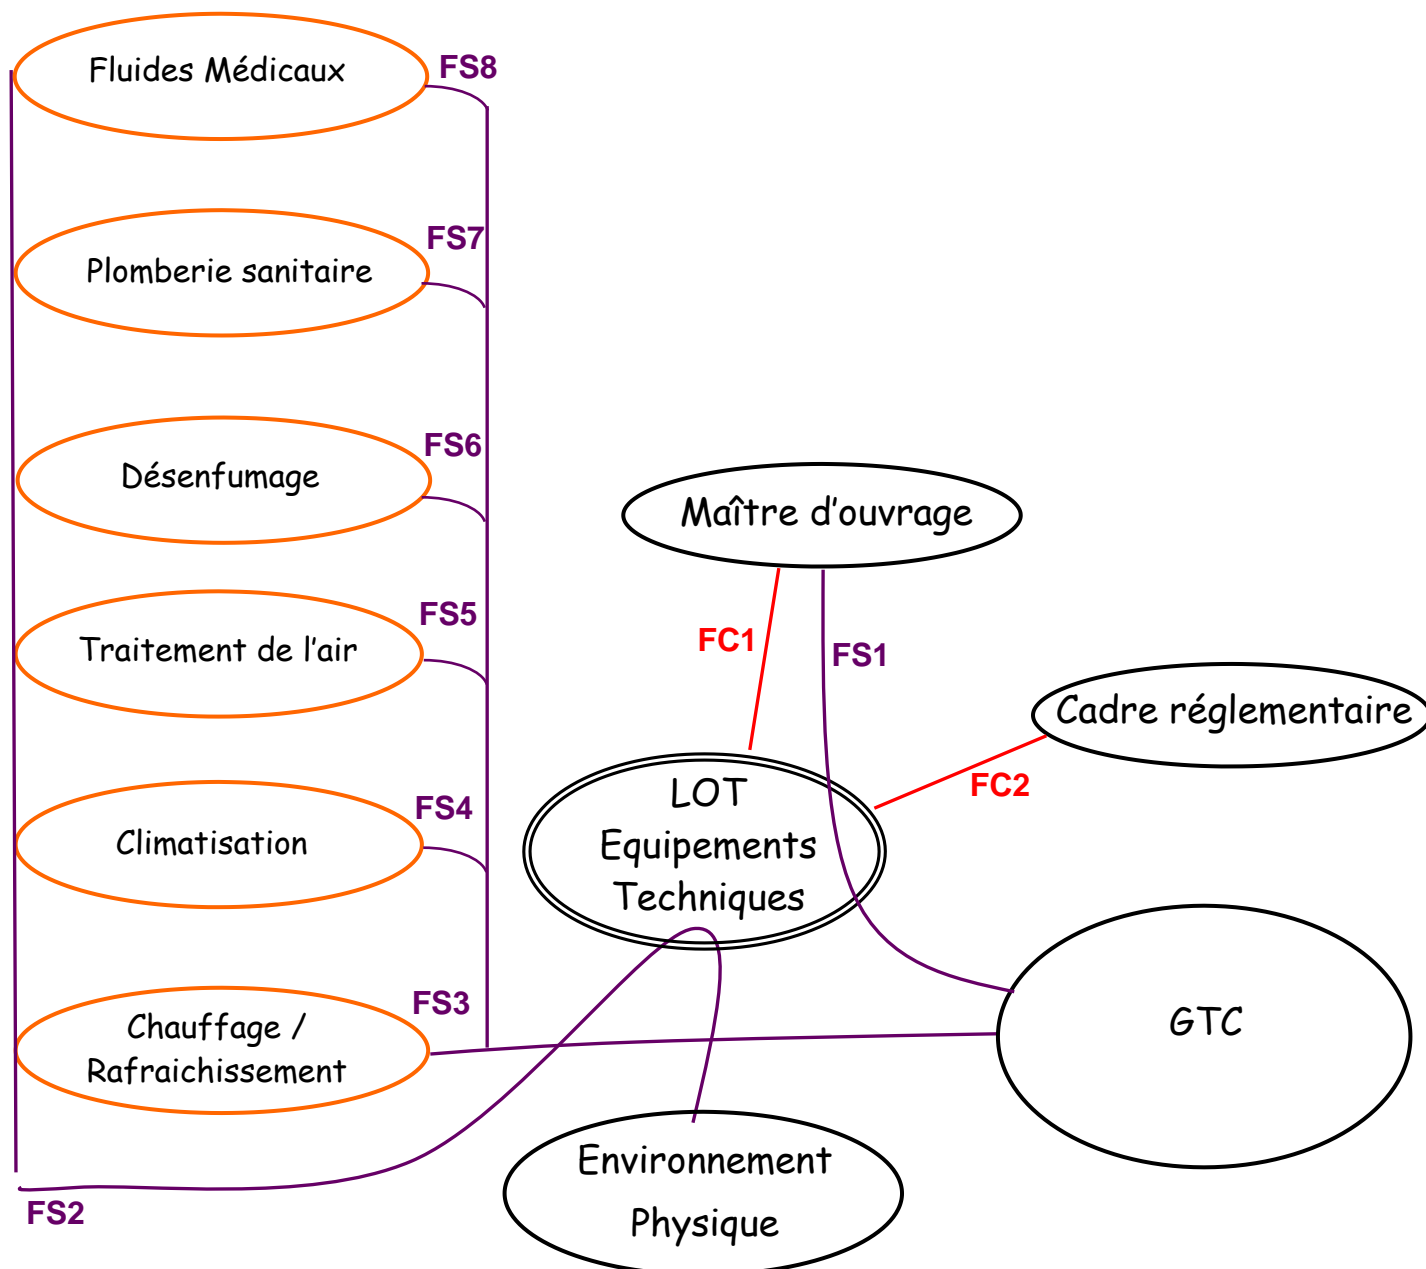 Fluides Médicaux
FS8
FS7
Plomberie sanitaire
FS6
Désenfumage
FS5
Traitement de l'air
FS4
Climatisation
FS3
Chauffage /
Rafraichissement
FS2
Maître d'ouvrage
FC1
FS1
Cadre réglementaire
FC2
LOT
Equipements
Techniques
GTC
Environnement
Physique